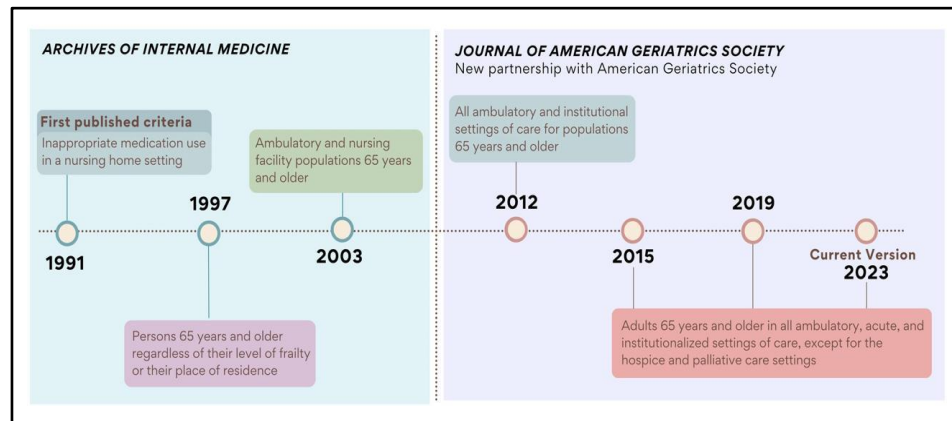 ARCHIVES OF INTERNAL MEDICINE
First published criteria
Inappropriate medication use
in a nursing home setting
1991
1997
Persons 65 years and older
regardless of their level of frailty
or their place of residence
Ambulatory and nursing
facility populations 65 years
and older
2003
JOURNAL OF AMERICAN GERIATRICS SOCIETY
New partnership with American Geriatrics Society
All ambulatory and institutional
settings of care for populations
65 years and older
2012
2015
2019
Current Version
2023
Adults 65 years and older in all ambulatory, acute, and
institutionalized settings of care, except for the
hospice and palliative care settings